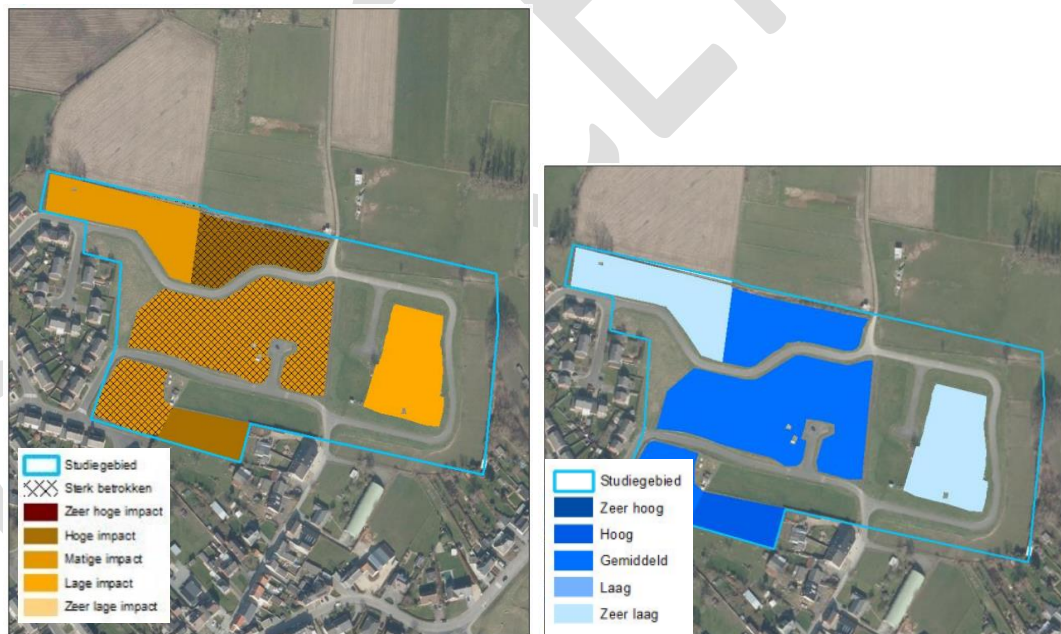 Studiegebied
Sterk betrokken
Zeer hoge impact
Hoge impact
Matige impact
Lage impact
Zeer lage impact
Studiegebied
Zeer hoog
Hoog
Gemiddeld
Laag
Zeer laag